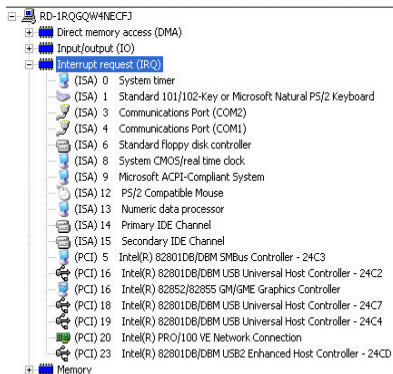 RD-1RQGQW4NECFJ
Direct memory access (DMA)
Input/output (IO)
Interrupt request (IRQ)
(ISA) 0 System timer
(ISA) 1 Standard 101/102-Key or Microsoft Natural PS/2 Keyboard
(ISA) 3 Communications Port (COM2)
(ISA) 4 Communications Port (COM1)
(ISA) 6 Standard floppy disk controller
(ISA) 8 System CMOS/real time clock
(ISA) 9 Microsoft ACPI-Compliant System
(ISA) 12 PS/2 Compatible Mouse
(ISA) 13 Numeric data processor
(ISA) 14 Primary IDE Channel
(ISA) 15 Secondary IDE Channel
(PCI) 5 Intel(R) 82801DB/DBM SMBus Controller - 24C3
(PCI) 16 Intel(R) 82801DB/DBM USB Universal Host Controller - 24C2
(PCI) 16 Intel(R) 82852/82855 GM/GME Graphics Controller
(PCI) 18 Intel(R) 82801DB/DBM USB Universal Host Controller - 24C7
(PCI) 19 Intel(R) 82801DB/DBM USB Universal Host Controller - 24C4
(PCI) 20 Intel(R) PRO/100 VE Network Connection
(PCI) 23 Intel(R) 82801DB/DBM USB2 Enhanced Host Controller - 24CD
Memory